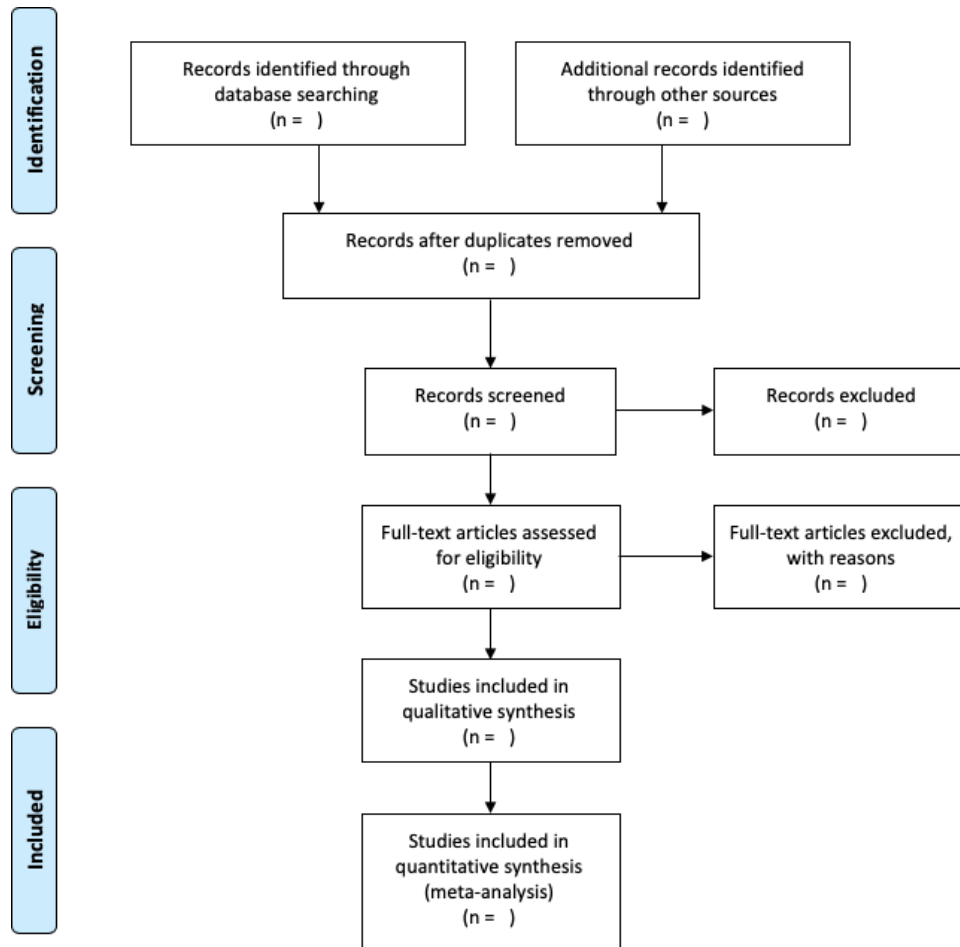 Identification
Records identified through
database searching
(n =   )
Additional records identified
through other sources
(n =   )
Records after duplicates removed
(n =   )
Screening
Records screened
(n =   )
Records excluded
(n =   )
Eligibility
Full-text articles assessed
for eligibility
(n =   )
Full-text articles excluded,
with reasons
(n =   )
Studies included in
qualitative synthesis
(n =   )
Included
Studies included in
quantitative synthesis
(meta-analysis)
(n =   )